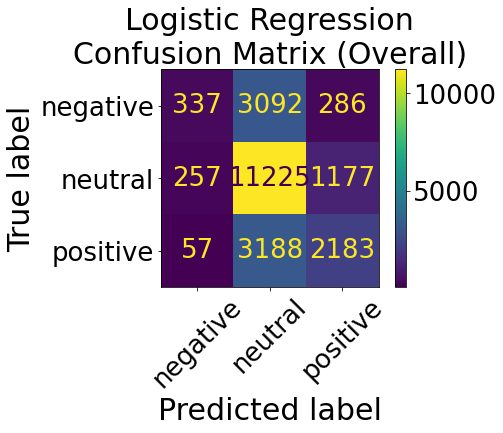 Logistic Regression
Confusion Matrix (Overall)
True label
negative 337 3092 286
neutral 257 11225 1177
positive 57 3188 2183
10000
5000
negative neutral positive
Predicted label